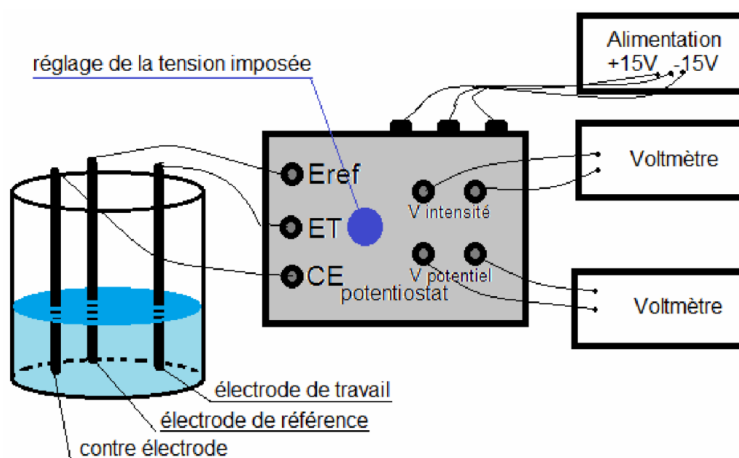 réglage de la tension imposée
Alimentation
+15V -15V
Eref
ET
CE
V intensité
V potentiel
potentiostat
Voltmètre
Voltmètre
électrode de travail
électrode de référence
contre électrode